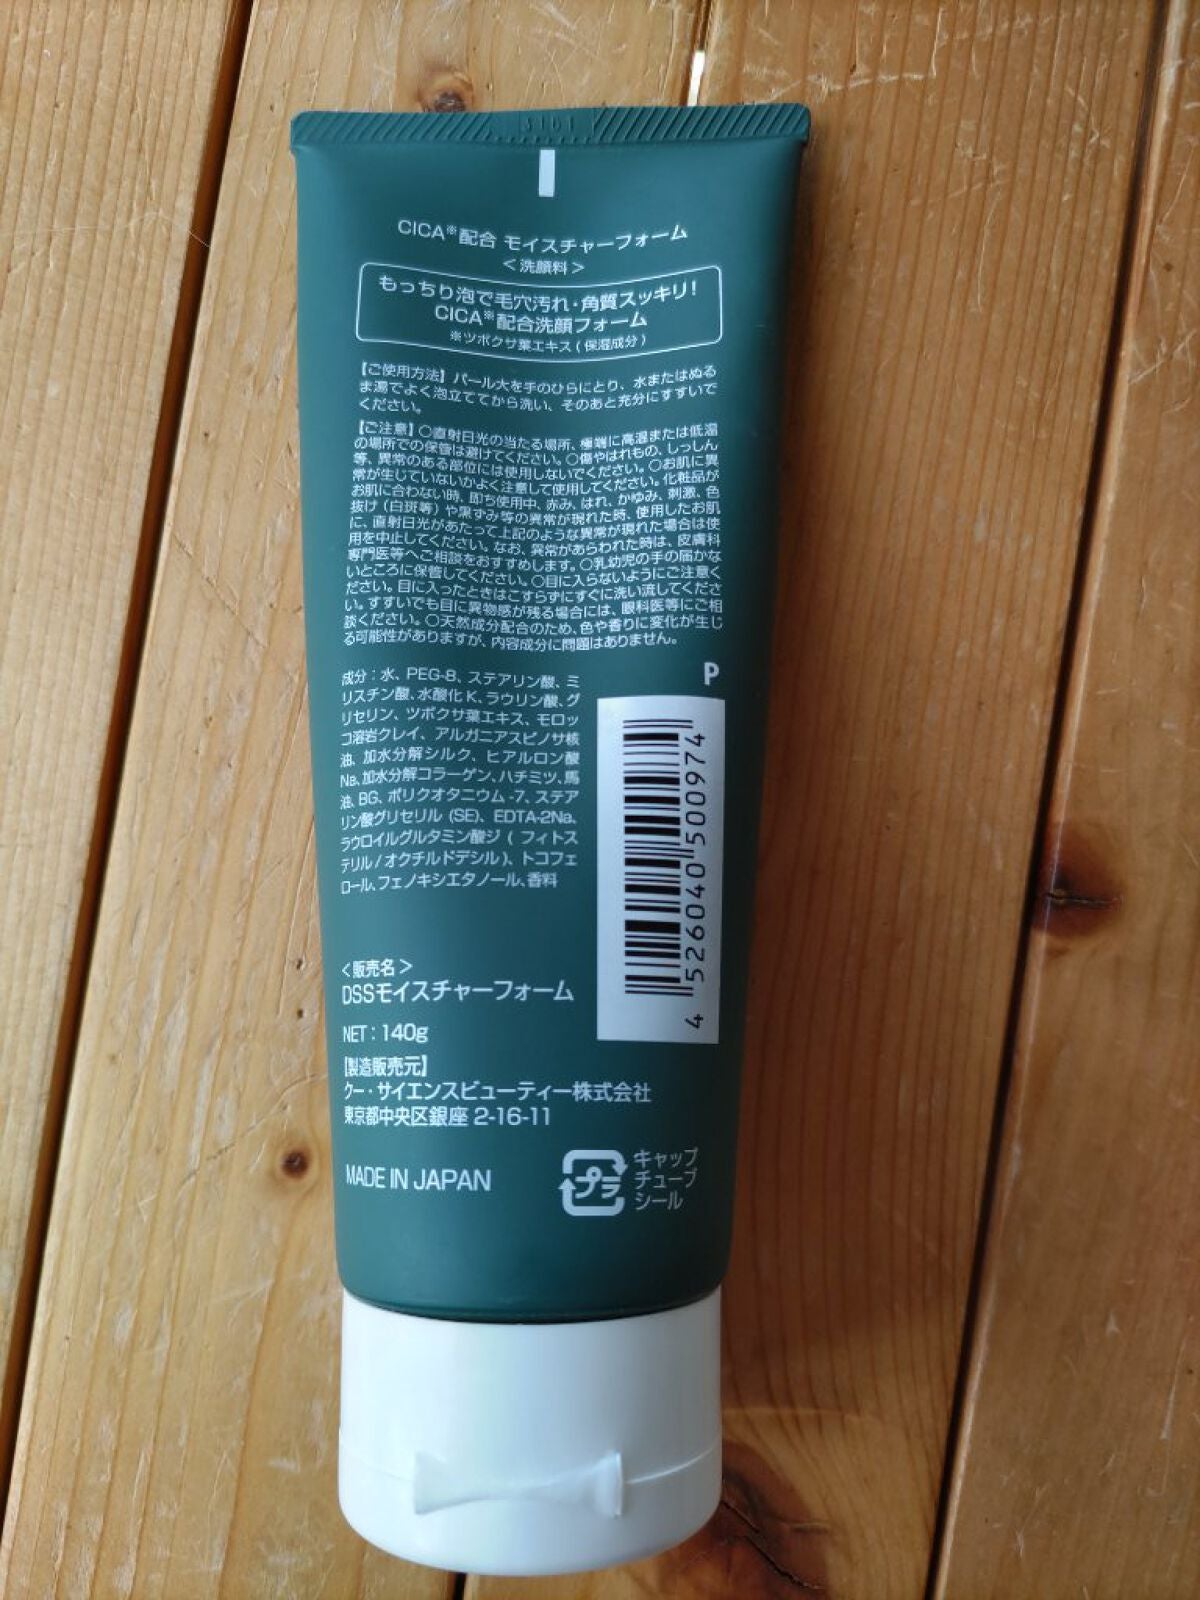 CICA※配合 モイスチャーフォーム
＜洗顔料＞
もっちり泡で毛穴汚れ・角質スッキリ！
CICA※配合洗顔フォーム
※ツボクサ葉エキス(保湿成分)
【ご使用方法】パール大を手のひらにとり、水またはぬる
ま湯でよく泡立ててから洗い、そのあと充分にすすいで
ください。
【ご注意】○直射日光の当たる場所、極端に高温または低温
の場所での保管は避けてください。○傷やはれもの、しっしん
等、異常のある部位には使用しないでください。○お肌に異
常が生じていないかよく注意して使用してください。化粧品が
お肌に合わない時、即ち使用中、赤み、はれ、かゆみ、刺激、色
抜け（白斑等）や黒ずみ等の異常が現れた時、使用したお肌
に、直射日光があたって上記のような異常が現れた場合は使
用を中止してください。なお、異常があらわれた時は、皮膚科
専門医等へご相談をおすすめします。○乳幼児の手の届かな
いところに保管してください。○目に入らないようにご注意く
ださい。目に入ったときはこすらずにすぐに洗い流してくださ
い。すすいでも目に異物感が残る場合には、眼科医等にご相
談ください。○天然成分配合のため、色や香りに変化が生じ
る可能性がありますが、内容成分に問題はありません。
P
成分：水、PEG-8、ステアリン酸、ミ
リスチン酸、水酸化K、ラウリン酸、グ
リセリン、ツボクサ葉エキス、モロッ
コ溶岩クレイ、アルガニアスピノサ核
油、加水分解シルク、ヒアルロン酸
Na、加水分解コラーゲン、ハチミツ、馬
油、BG、ポリクオタニウム-7、ステア
リン酸グリセリル(SE)、EDTA-2Na、
ラウロイルグルタミン酸ジ(フィトス
テリル/オクチルドデシル)、トコフェ
ロール、フェノキシエタノール、香料
4 526040 500974
＜販売名＞
DSSモイスチャーフォーム
NET：140g
【製造販売元】
クー・サイエンスビューティー株式会社
東京都中央区銀座 2-16-11
MADE IN JAPAN
プラ
キャップ
チューブ
シール